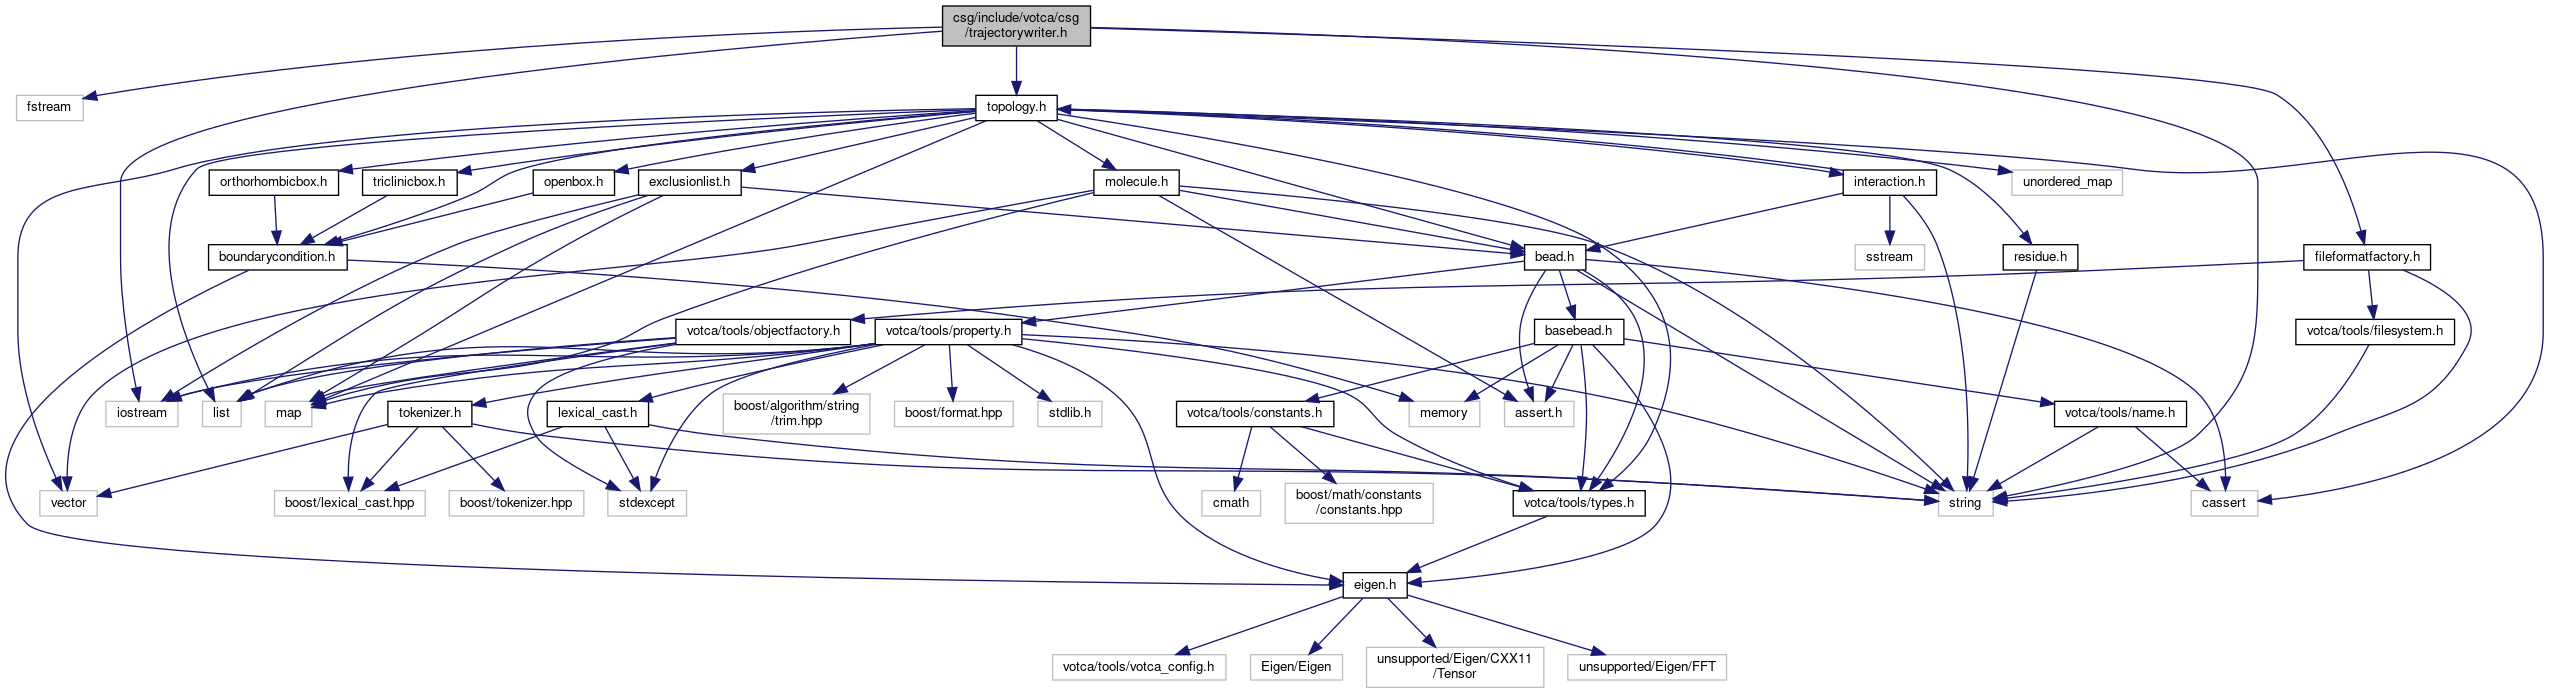 csg/include/votca/csg
/trajectorywriter.h
fstream
topology.h
orthorhombicbox.h
triclinicbox.h
openbox.h
exclusionlist.h
molecule.h
interaction.h
unordered_map
boundarycondition.h
bead.h
sstream
residue.h
fileformatfactory.h
votca/tools/objectfactory.h
votca/tools/property.h
basebead.h
votca/tools/filesystem.h
iostream
list
map
tokenizer.h
lexical_cast.h
boost/algorithm/string
/trim.hpp
boost/format.hpp
stdlib.h
votca/tools/constants.h
memory
assert.h
votca/tools/name.h
vector
boost/lexical_cast.hpp
boost/tokenizer.hpp
stdexcept
cmath
boost/math/constants
/constants.hpp
votca/tools/types.h
string
cassert
eigen.h
votca/tools/votca_config.h
Eigen/Eigen
unsupported/Eigen/CXX11
/Tensor
unsupported/Eigen/FFT